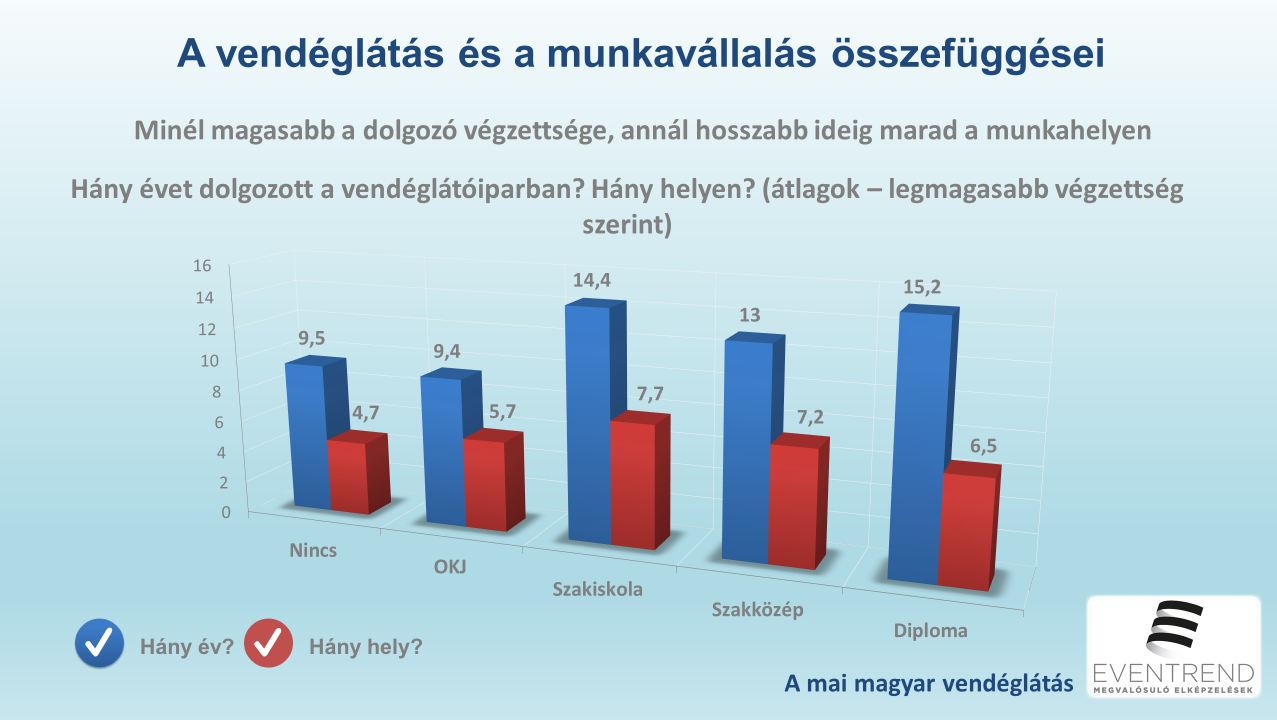 A vendéglátás és a munkavállalás összefüggései
Minél magasabb a dolgozó végzettsége, annál hosszabb ideig marad a munkahelyen
Hány évet dolgozott a vendéglátóiparban? Hány helyen? (átlagok – legmagasabb végzettség
szerint)
16
14
12
10
8
6
4
2
0
9,5
4,7
9,4
5,7
14,4
7,7
13
7,2
15,2
6,5
Nincs
OKJ
Szakiskola
Szakközép
Diploma
Hány év?
Hány hely?
A mai magyar vendéglátás
EVENTREND
MEGVALÓSULÓ ELKÉPZELÉSEK